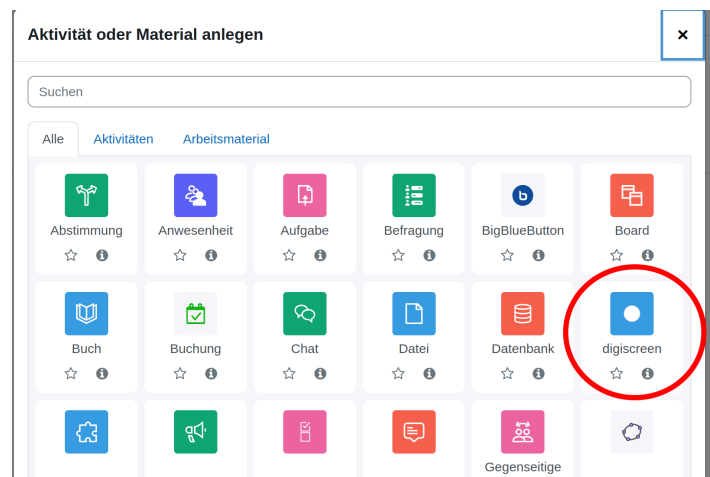 Aktivität oder Material anlegen
×
Suchen
Alle Aktivitäten Arbeitsmaterial
Abstimmung Anwesenheit Aufgabe Befragung BigBlueButton Board
Buch Buchung Chat Datei Datenbank digiscreen
Gegenseitige